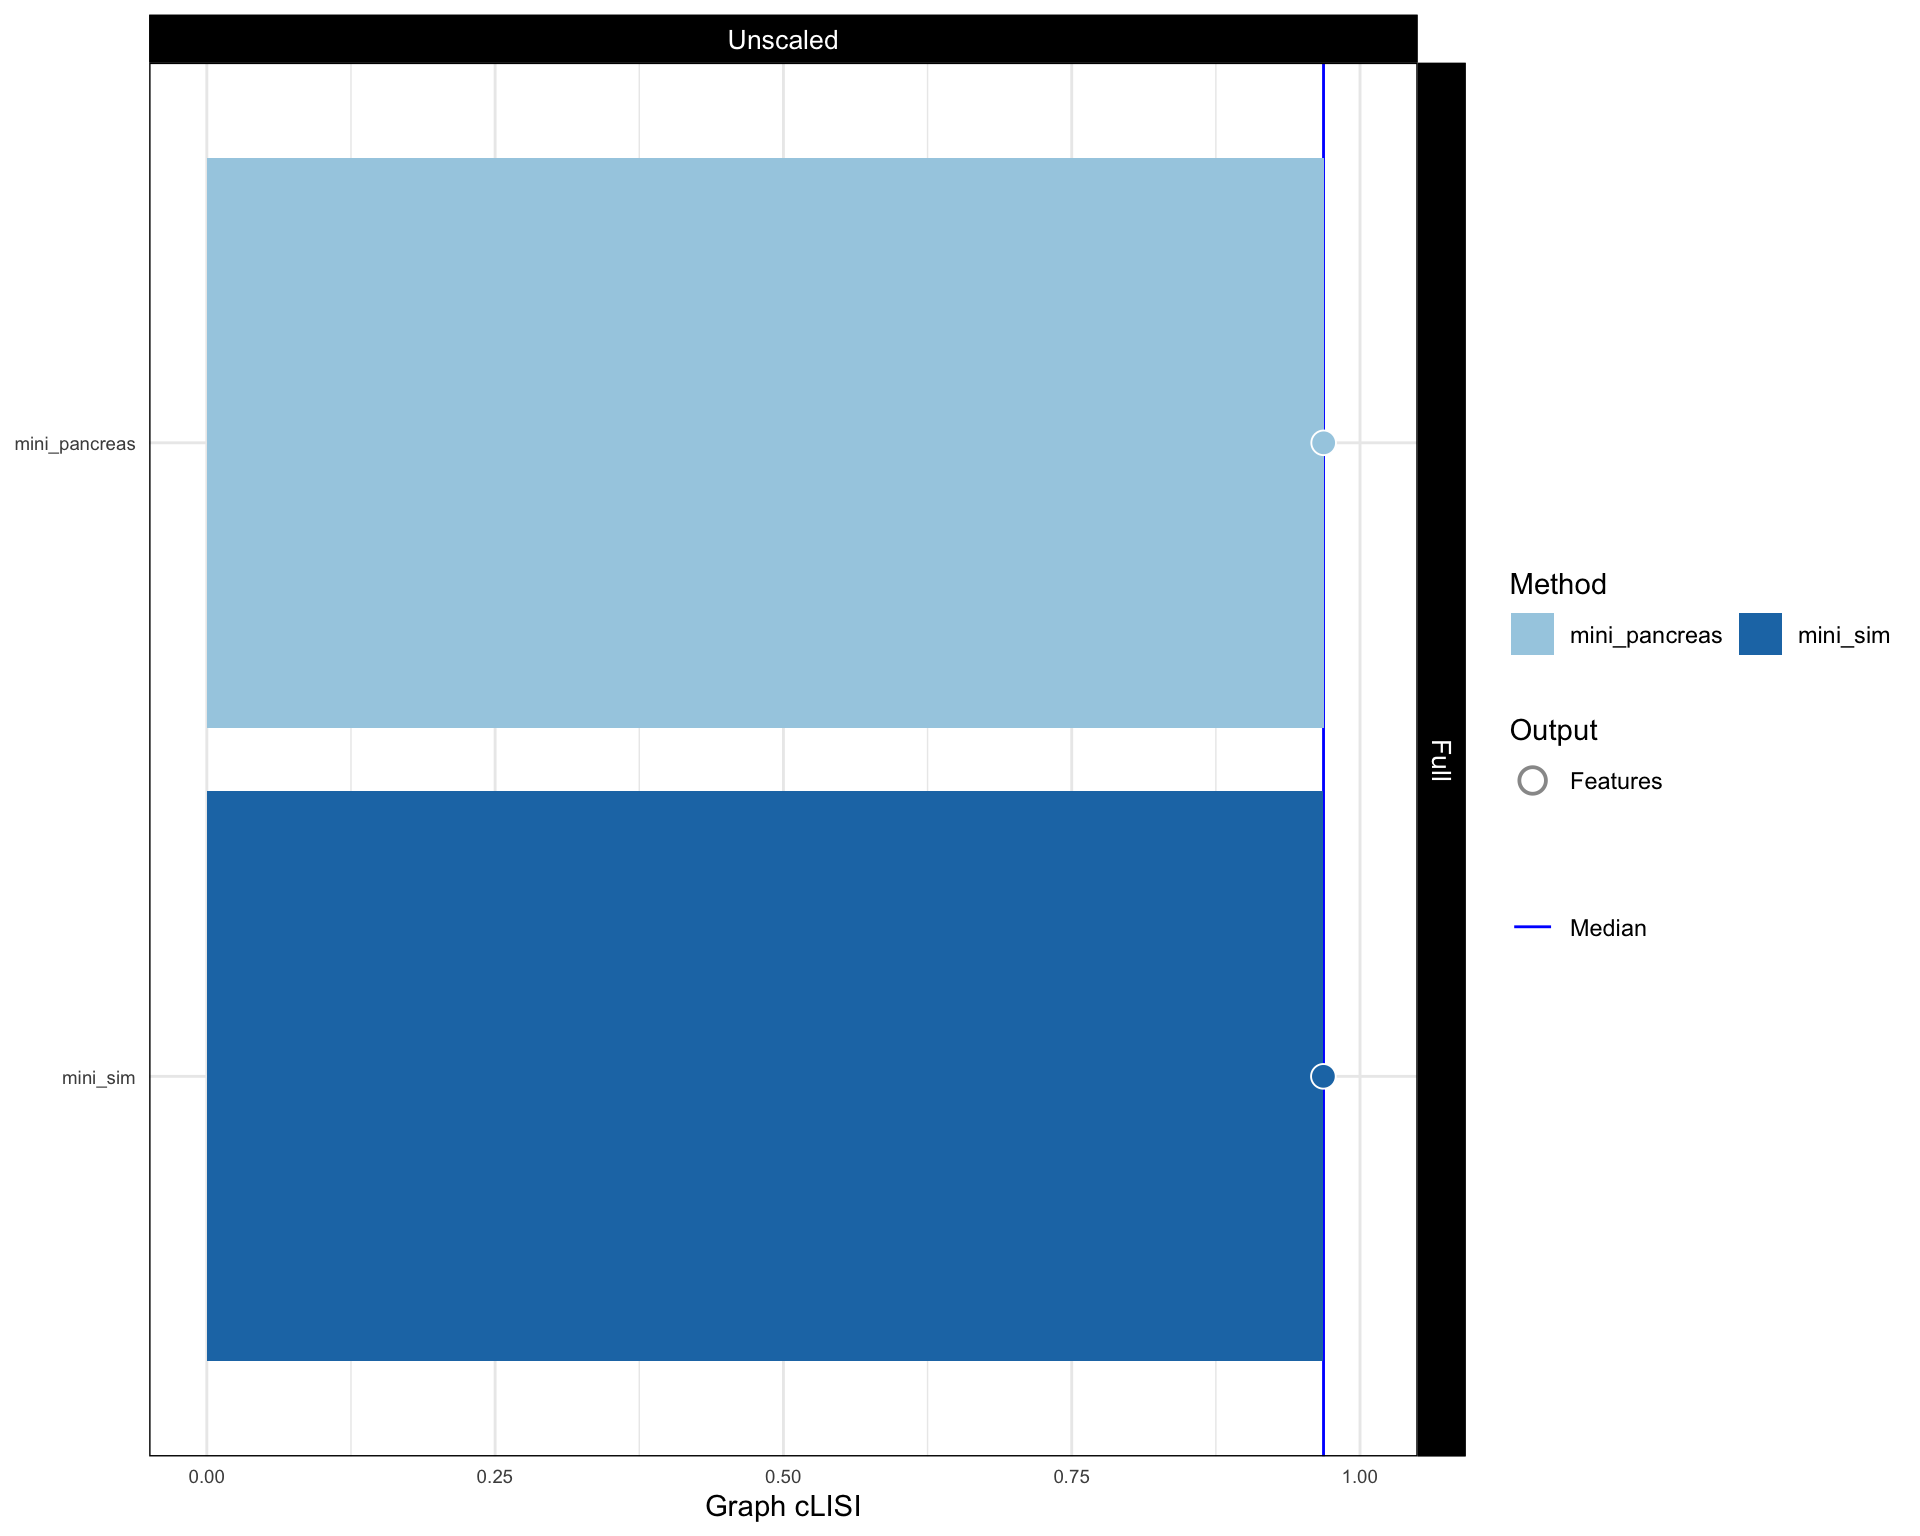 Unscaled
Full
mini_pancreas
mini_sim
0.00
0.25
0.50
0.75
1.00
Graph cLISI
Method
mini_pancreas
mini_sim
Output
Features
Median